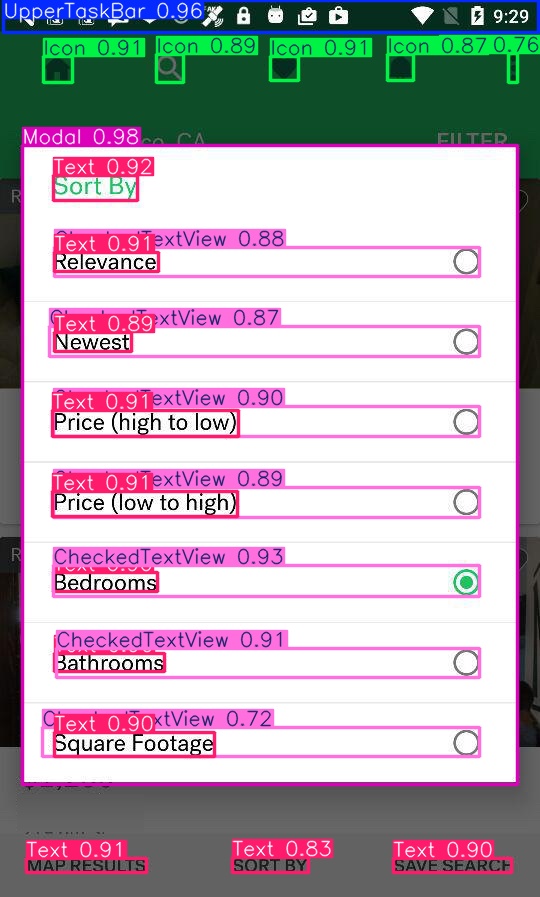 UpperTaskBar 0.96
9:29
Icon 0.91
Icon 0.89
Icon 0.91
Icon 0.87
0.76
Modal 0.98
CA
FILTER
Text 0.92
Sort By
CheckedTextView 0.88
Text 0.91
Relevance
CheckedTextView 0.87
Text 0.89
Newest
CheckedTextView 0.90
Text 0.91
Price (high to low)
CheckedTextView 0.89
Text 0.91
Price (low to high)
CheckedTextView 0.93
Bedrooms
CheckedTextView 0.91
Bathrooms
CheckedTextView 0.72
Text 0.90
Square Footage
Text 0.91
Text 0.83
Text 0.90
MAP RESULTS
SORT BY
SAVE SEARCH